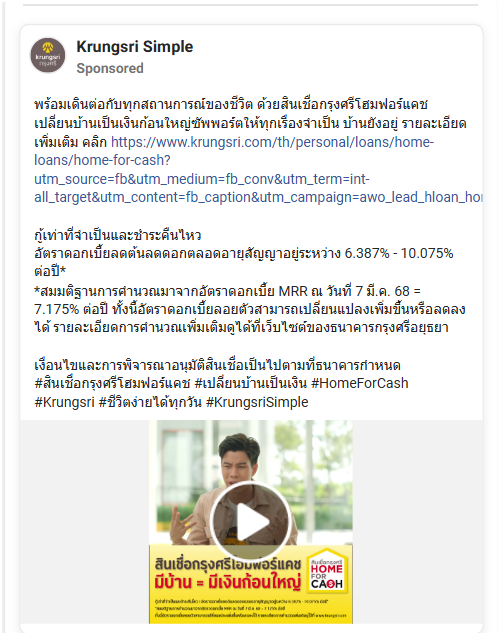 Krungsri Simple
Sponsored
krungsri
กรุงศรี
พร้อมเดินต่อกับทุกสถานการณ์ของชีวิต ด้วยสินเชื่อกรุงศรีโฮมฟอร์แคช
เปลี่ยนบ้านเป็นเงินก้อนใหญ่ซัพพอร์ตให้ทุกเรื่องจำเป็น บ้านยังอยู่ รายละเอียด
เพิ่มเติม คลิก https://www.krungsri.com/th/personal/loans/home-
loans/home-for-cash?
utm_source=fb&utm_medium=fb_conv&utm_term=int-
all_target&utm_content=fb_caption&utm_campaign=awo_lead_hloan_hor
กู้เท่าที่จำเป็นและชำระคืนไหว
อัตราดอกเบี้ยลดต้นลดดอกตลอดอายุสัญญาอยู่ระหว่าง 6.387% - 10.075%
ต่อปี*
*สมมติฐานการคำนวณมาจากอัตราดอกเบี้ย MRR ณ วันที่ 7 มี.ค. 68 =
7.175% ต่อปี ทั้งนี้อัตราดอกเบี้ยลอยตัวสามารถเปลี่ยนแปลงเพิ่มขึ้นหรือลดลง
ได้ รายละเอียดการคำนวณเพิ่มเติมดูได้ที่เว็บไซต์ของธนาคารกรุงศรีอยุธยา
เงื่อนไขและการพิจารณาอนุมัติสินเชื่อเป็นไปตามที่ธนาคารกำหนด
#สินเชื่อกรุงศรีโฮมฟอร์แคช #เปลี่ยนบ้านเป็นเงิน #HomeForCash
#Krungsri #ชีวิตง่ายได้ทุกวัน #KrungsriSimple
สินเชื่อกรุงศรีโฮมฟอร์แคช
มีบ้าน = มีเงินก้อนใหญ่
สินเชื่อกรุงศรี
HOME
FOR
CASH